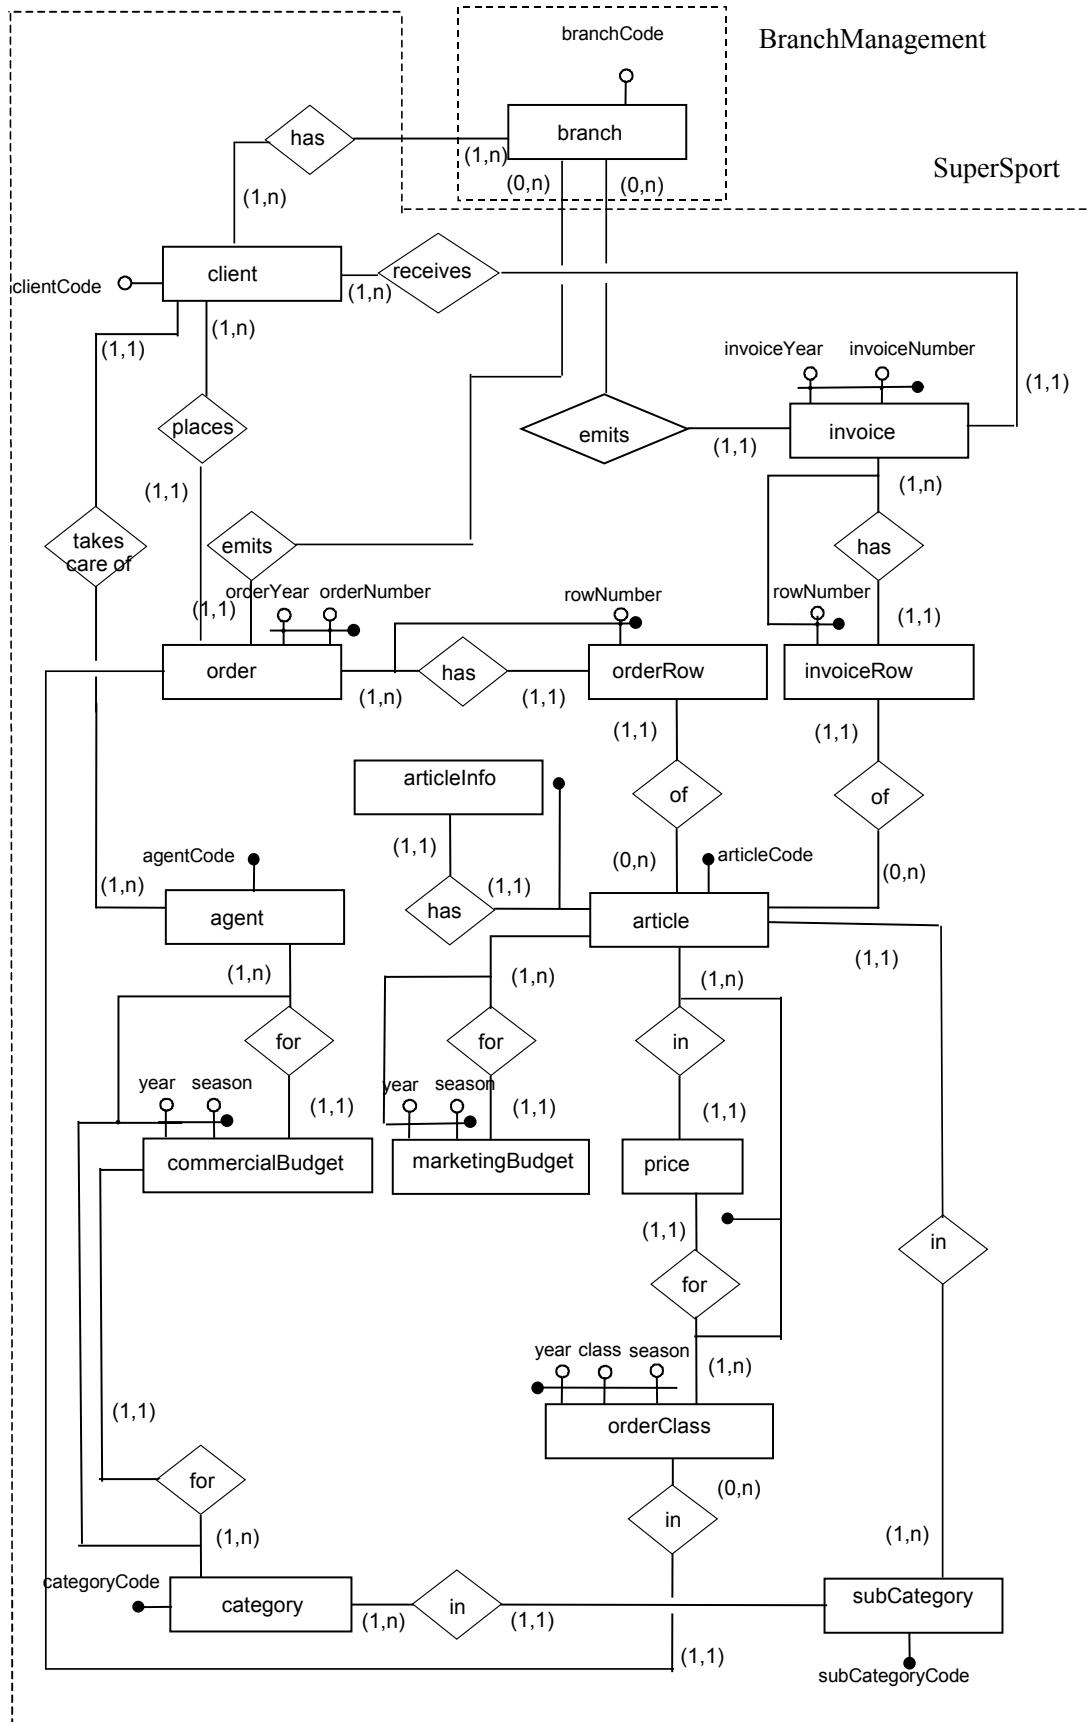 branchCode
BranchManagement
has
branch
(1,n)
(0,n)
(0,n)
SuperSport
(1,n)
client
receives
clientCode
(1,n)
(1,n)
(1,1)
invoiceYear
invoiceNumber
(1,1)
places
emits
invoice
(1,1)
(1,n)
(1,1)
takes
care of
emits
has
orderYear
orderNumber
rowNumber
rowNumber
(1,1)
(1,1)
order
has
orderRow
invoiceRow
(1,n)
(1,1)
(1,1)
(1,1)
articleInfo
of
of
(1,1)
agentCode
(0,n)
articleCode
(1,n)
(1,1)
(0,n)
agent
has
article
(1,n)
(1,n)
(1,n)
(1,1)
for
for
in
year
season
year
season
(1,1)
(1,1)
(1,1)
commercialBudget
marketingBudget
price
(1,1)
in
for
year
class
season
(1,n)
(1,1)
orderClass
for
(0,n)
in
(1,n)
(1,n)
categoryCode
category
in
subCategory
(1,n)
(1,1)
(1,1)
subCategoryCode